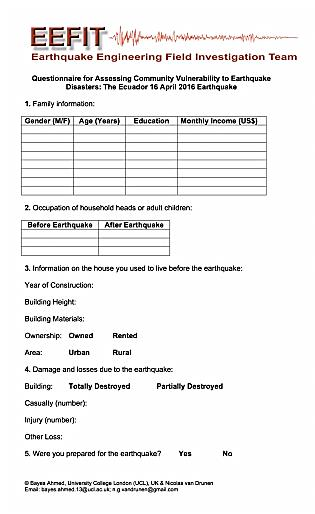 EEFIT
Earthquake Engineering Field Investigation Team
Questionnaire for Assessing Community Vulnerability to Earthquake
Disasters: The Ecuador 16 April 2016 Earthquake
1. Family information:
Gender (M/F) Age (Years) Education Monthly Income (US$)
2. Occupation of household heads or adult children:
Before Earthquake After Earthquake
3. Information on the house you used to live before the earthquake:
Year of Construction:
Building Height:
Building Materials:
Ownership: Owned Rented
Area: Urban Rural
4. Damage and losses due to the earthquake:
Building: Totally Destroyed Partially Destroyed
Casualty (number):
Injury (number):
Other Loss:
5. Were you prepared for the earthquake? Yes No
© Bayes Ahmed, University College London (UCL), UK & Nicolas van Drunen
Email: bayes.ahmed.13@ucl.ac.uk; n.g.vandrunen@gmail.com